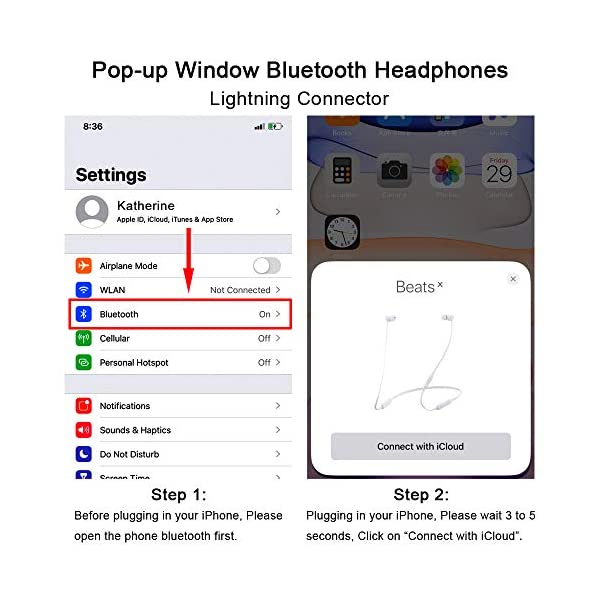 Pop-up Window Bluetooth Headphones
Lightning Connector
8:36
Settings
Katherine
Apple ID, iCloud, iTunes & App Store
Airplane Mode
WLAN Not Connected
Bluetooth On
Cellular Off
Personal Hotspot Off
Notifications
Sounds & Haptics
Do Not Disturb
Screen Time
Books App Store Music
Friday
29
Calculator Camera Photos Calendar
Beats x
Connect with iCloud
Step 1:
Before plugging in your iPhone, Please
open the phone bluetooth first.
Step 2:
Plugging in your iPhone, Please wait 3 to 5
seconds, Click on “Connect with iCloud”.